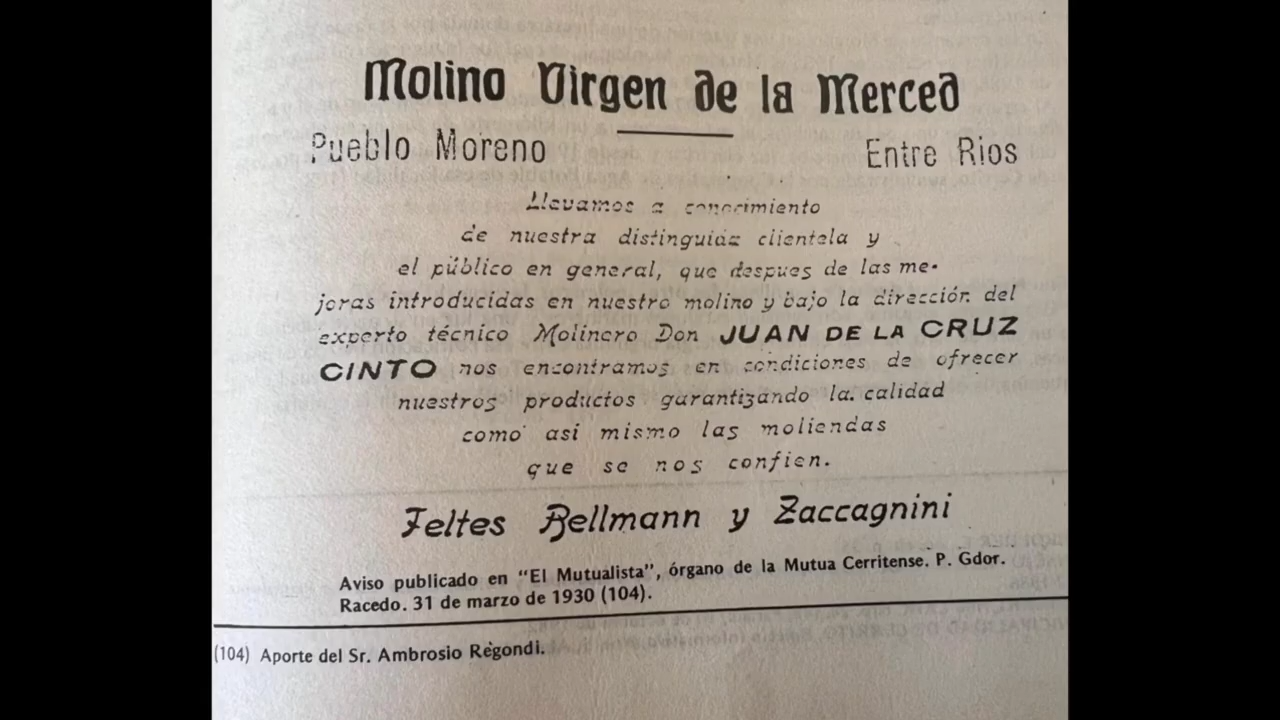 Molino Virgen de la Merced
Pueblo Moreno Entre Rios
Llevamos a conocimiento
de nuestra distinguida clientela y
el público en general, que despues de las me-
joras introducidas en nuestro molino y bajo la dirección del
experto técnico Molinero Don JUAN DE LA CRUZ
CINTO nos encontramos en condiciones de ofrecer
nuestros productos garantizando la calidad
como asi mismo las moliendas
que se nos confien.
Feltes Bellmann y Zaccagnini
Aviso publicado en "El Mutualista", órgano de la Mutua Cerritense. P. Gdor.
Racedo. 31 de marzo de 1930 (104).
(104) Aporte del Sr. Ambrosio Regondi.